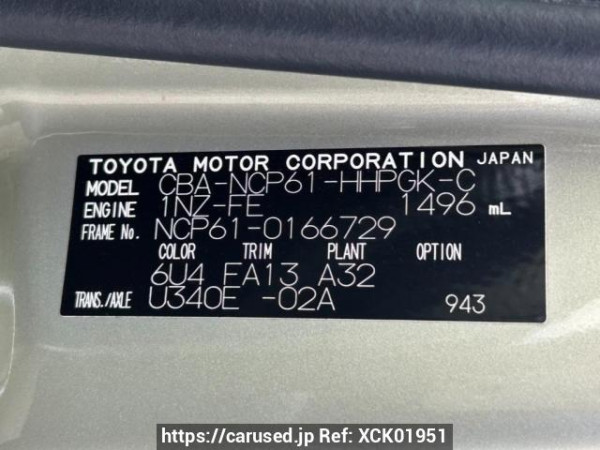 TOYOTA MOTOR CORPORATION JAPAN
MODEL CBA-NCP61-HHPGK-C
ENGINE 1NZ-FE 1496 mL
FRAME No. NCP61-0166729
COLOR TRIM PLANT OPTION
6U4 FA13 A32
TRANS./AXLE U340E -02A 943
https://carused.jp Ref: XCK01951